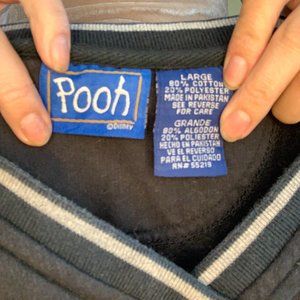 Pooh
©Disney
LARGE
80% COTTON
20% POLYESTER
MADE IN PAKISTAN
SEE REVERSE
FOR CARE
GRANDE
80% ALGODON
20% POLIESTER
HECHO EN PAKISTAN
VE EL REVERSO
PARA EL CUIDADO
RN# 55219